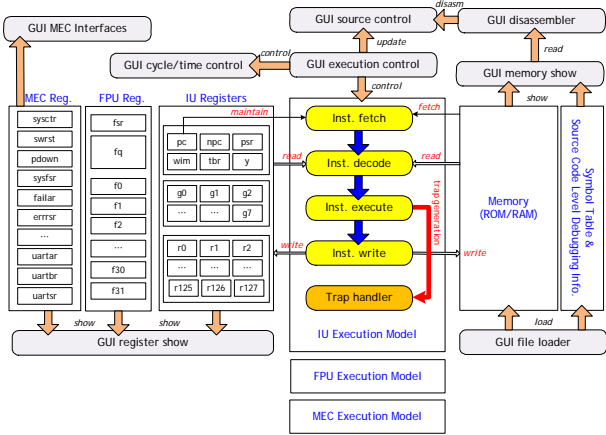 disasm
GUI source control
GUI disassembler
GUI MEC Interfaces
update
read
control
GUI cycle/time control
GUI execution control
GUI memory show
control
show
MEC Reg.
FPU Reg.
IU Registers
maintain
fetch
sysctr
swrst
pdown
sysfsr
failar
errrsr
...
uartar
uartbr
uartsr
fsr
fq
f0
f1
f2
...
f30
f31
pc npc psr
wim tbr y
g0 g1 g2
... ... g7
r0 r1 r2
... ... ...
r125 r126 r127
read
write
Inst. fetch
Inst. decode
Inst. execute
Inst. write
Trap handler
trap generation
IU Execution Model
FPU Execution Model
MEC Execution Model
read
write
Memory
(ROM/RAM)
Symbol Table &
Source Code Level Debugging Info.
show
show
load
GUI register show
GUI file loader